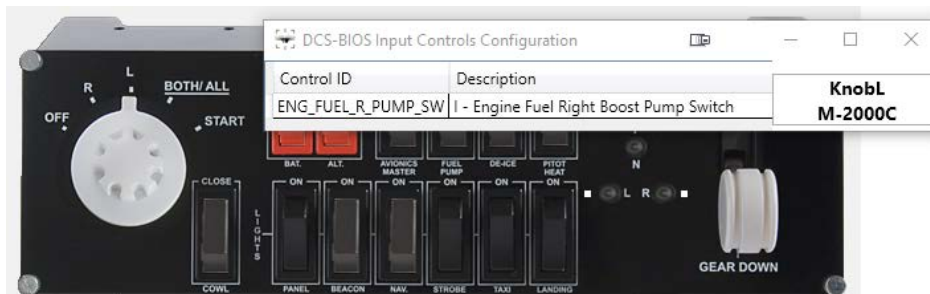 DCS-BIOS Input Controls Configuration
Control ID
Description
KnobL
M-2000C
ENG_FUEL_R_PUMP_SW
I - Engine Fuel Right Boost Pump Switch
OFF
R
L
BOTH/ ALL
START
BAT.
ALT.
AVIONICS
MASTER
FUEL
PUMP
DE-ICE
PITOT
HEAT
N
CLOSE
ON
ON
ON
ON
ON
ON
L
R
LIGHTS
GEAR DOWN
COWL
PANEL
BEACON
NAV.
STROBE
TAXI
LANDING